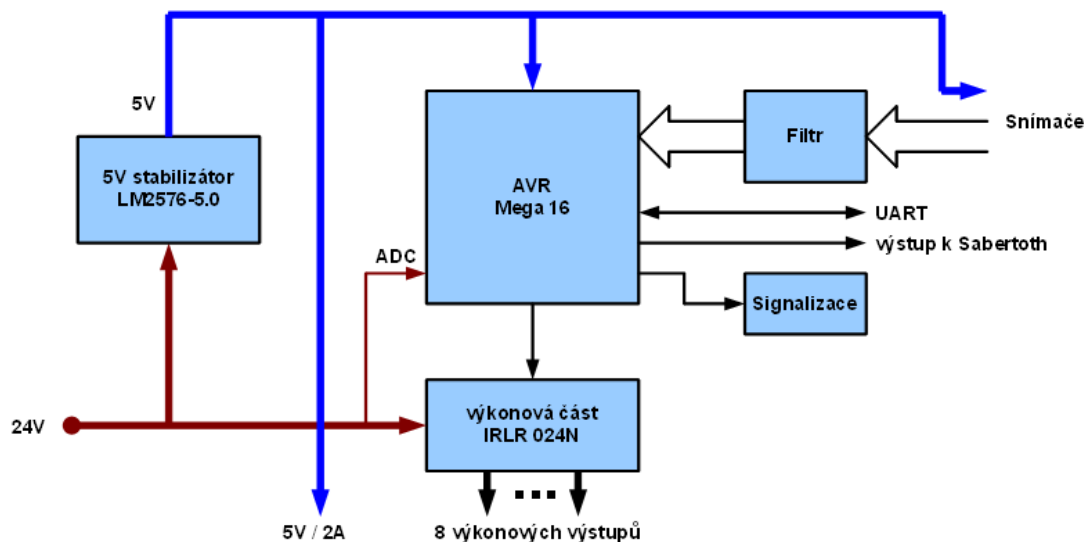 5V
Snímače
Filtr
5V stabilizátor
LM2576-5.0
AVR
Mega 16
UART
výstup k Sabertoth
ADC
Signalizace
24V
výkonová část
IRLR 024N
5V / 2A
8 výkonových výstupů